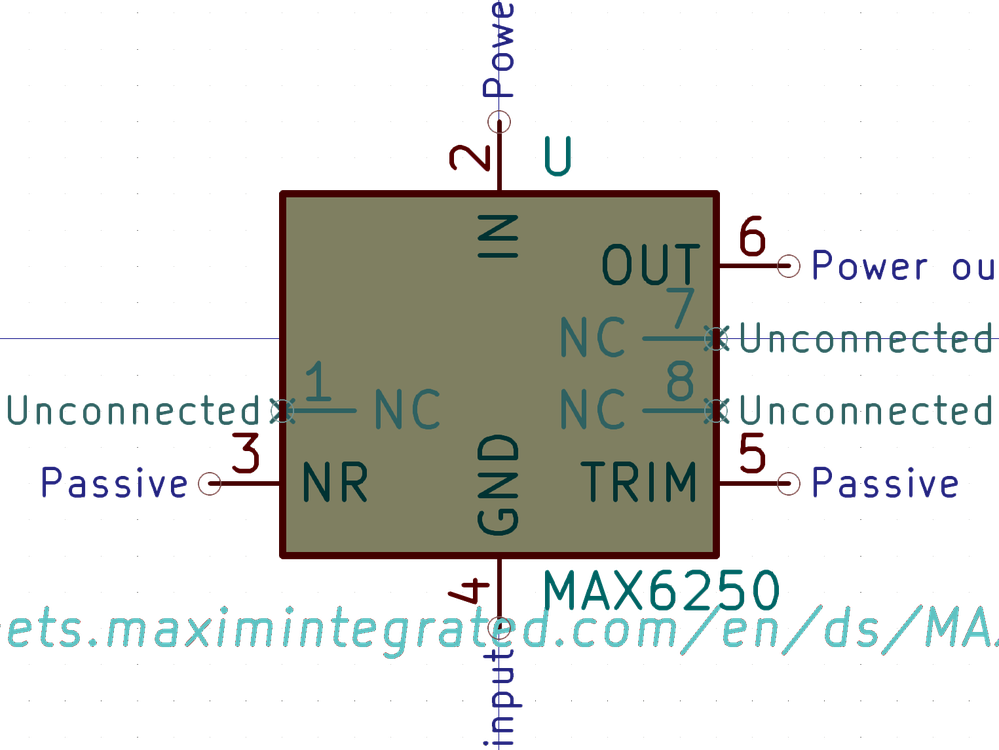 Powe
2
U
IN
6
OUT
Power ou
7
NC
Unconnected
1
8
Unconnected
NC
NC
Unconnected
3
5
Passive
NR
GND
TRIM
Passive
4
MAX6250
ets.maximintegrated.com/en/ds/MA
input